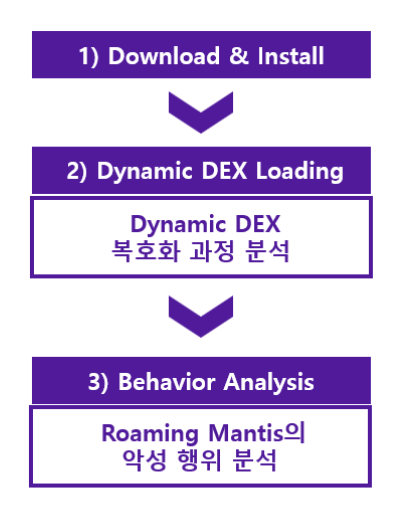 1) Download & Install
2) Dynamic DEX Loading
Dynamic DEX
복호화 과정 분석
3) Behavior Analysis
Roaming Mantis의
악성 행위 분석